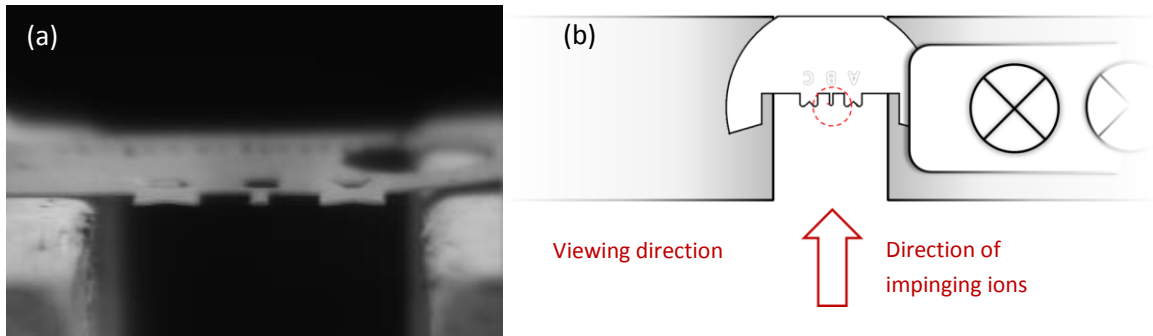 (a)
(b)
C B A
Viewing direction
Direction of
impinging ions